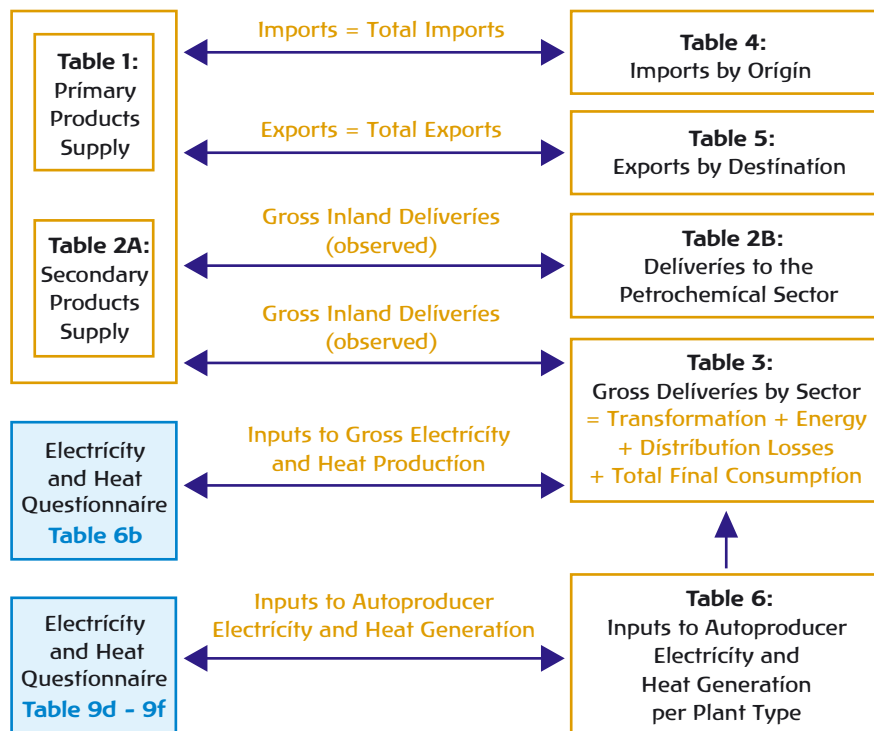 Table 1:
Primary
Products
Supply
Imports = Total Imports
Table 4:
Imports by Origin
Exports = Total Exports
Table 5:
Exports by Destination
Table 2A:
Secondary
Products
Supply
Gross Inland Deliveries
(observed)
Table 2B:
Deliveries to the
Petrochemical Sector
Gross Inland Deliveries
(observed)
Table 3:
Gross Deliveries by Sector
= Transformation + Energy
+ Distribution Losses
+ Total Final Consumption
Electricity
and Heat
Questionnaire
Table 6b
Inputs to Gross Electricity
and Heat Production
Electricity
and Heat
Questionnaire
Table 9d - 9f
Inputs to Autoproducer
Electricity and Heat Generation
Table 6:
Inputs to Autoproducer
Electricity and
Heat Generation
per Plant Type